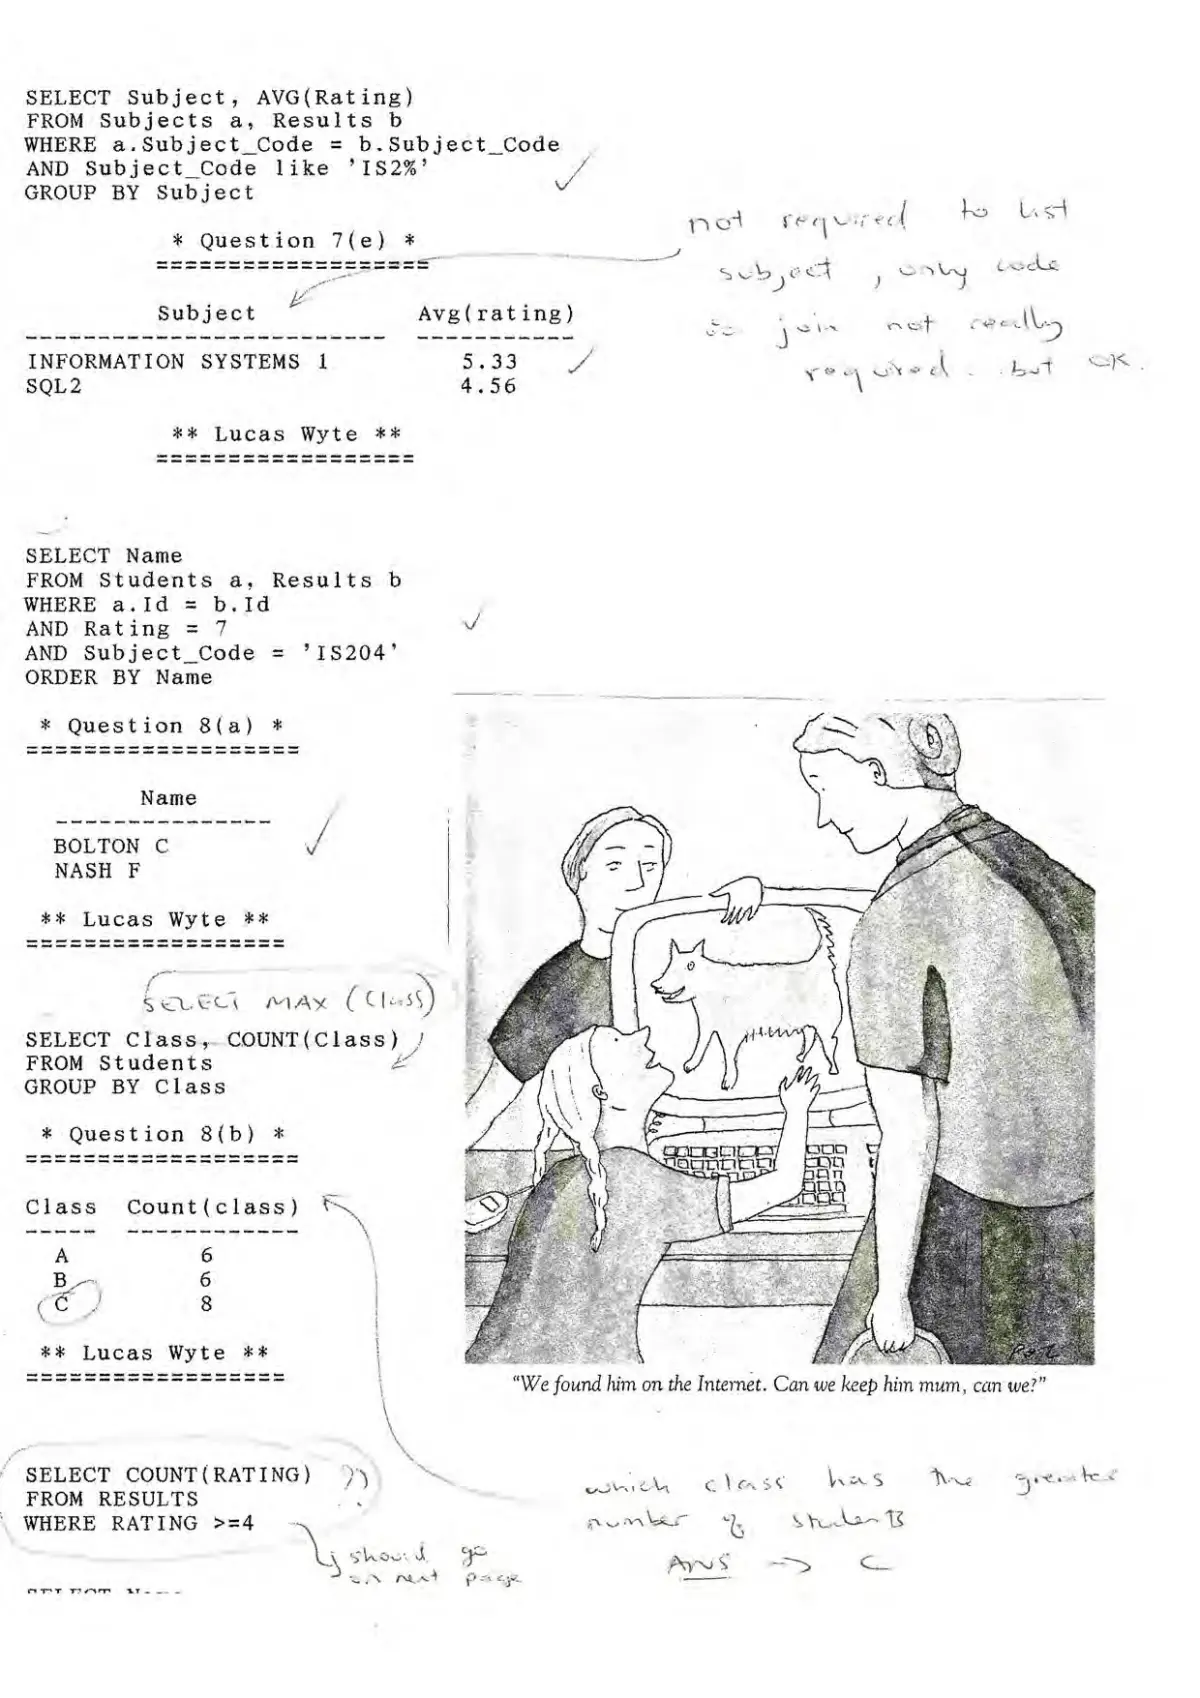 SELECT Subject, AVG(Rating)
FROM Subjects a, Results b
WHERE a.Subject_Code = b.Subject_Code
AND Subject_Code like 'IS2%'
GROUP BY Subject
* Question 7(e) *
===================
not required to list
subject, only code
so join not really
required. .but OK.
Subject Avg(rating)
------------------------- -----------
INFORMATION SYSTEMS 1 5.33
SQL2 4.56
** Lucas Wyte **
==================
SELECT Name
FROM Students a, Results b
WHERE a.Id = b.Id
AND Rating = 7
AND Subject_Code = 'IS204'
ORDER BY Name
* Question 8(a) *
===================
Name
---------------
BOLTON C
NASH F
** Lucas Wyte **
==================
SELECT MAX (Class)
SELECT Class, COUNT(Class)
FROM Students
GROUP BY Class
* Question 8(b) *
===================
Class Count(class)
----- ------------
A 6
B 6
C 8
** Lucas Wyte **
==================
"We found him on the Internet. Can we keep him mum, can we?"
SELECT COUNT(RATING) ??
FROM RESULTS
WHERE RATING >=4
should go
on next page
which class has the greater
number of students
ANS -> C